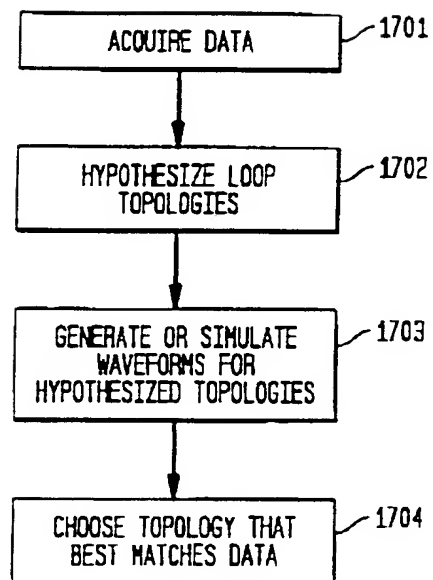 ACQUIRE DATA
1701
HYPOTHESIZE LOOP
TOPOLOGIES
1702
GENERATE OR SIMULATE
WAVEFORMS FOR
HYPOTHESIZED TOPOLOGIES
1703
CHOOSE TOPOLOGY THAT
BEST MATCHES DATA
1704